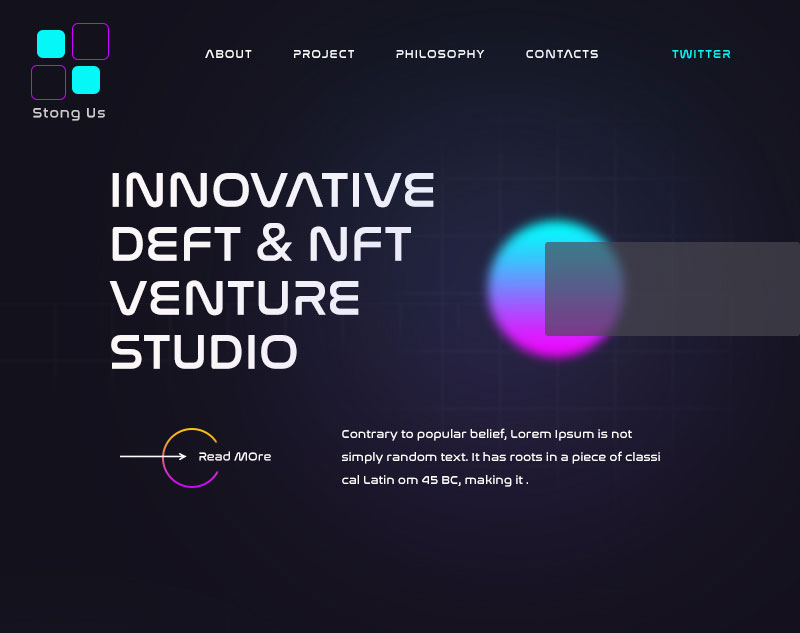 Stong Us
ABOUT PROJECT PHILOSOPHY CONTACTS TWITTER
INNOVATIVE
DEFT & NFT
VENTURE
STUDIO
Read MOre
Contrary to popular belief, Lorem Ipsum is not
simply random text. It has roots in a piece of classi
cal Latin om 45 BC, making it .